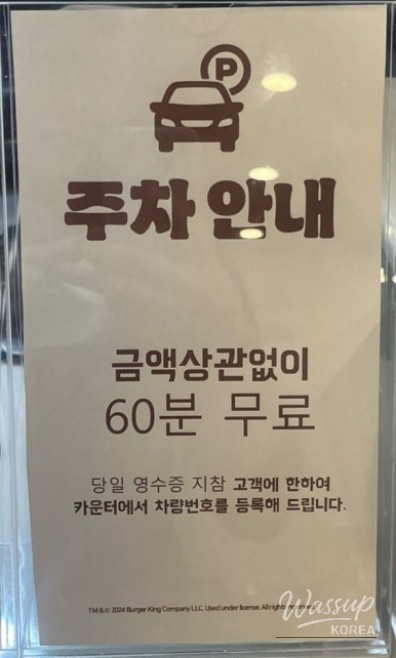 P
주차 안내
금액상관없이
60분 무료
당일 영수증 지참 고객에 한하여
카운터에서 차량번호를 등록해 드립니다.
TM & © 2024 Burger King Company LLC. Used under license. All rights reserved.
Wassup
KOREA